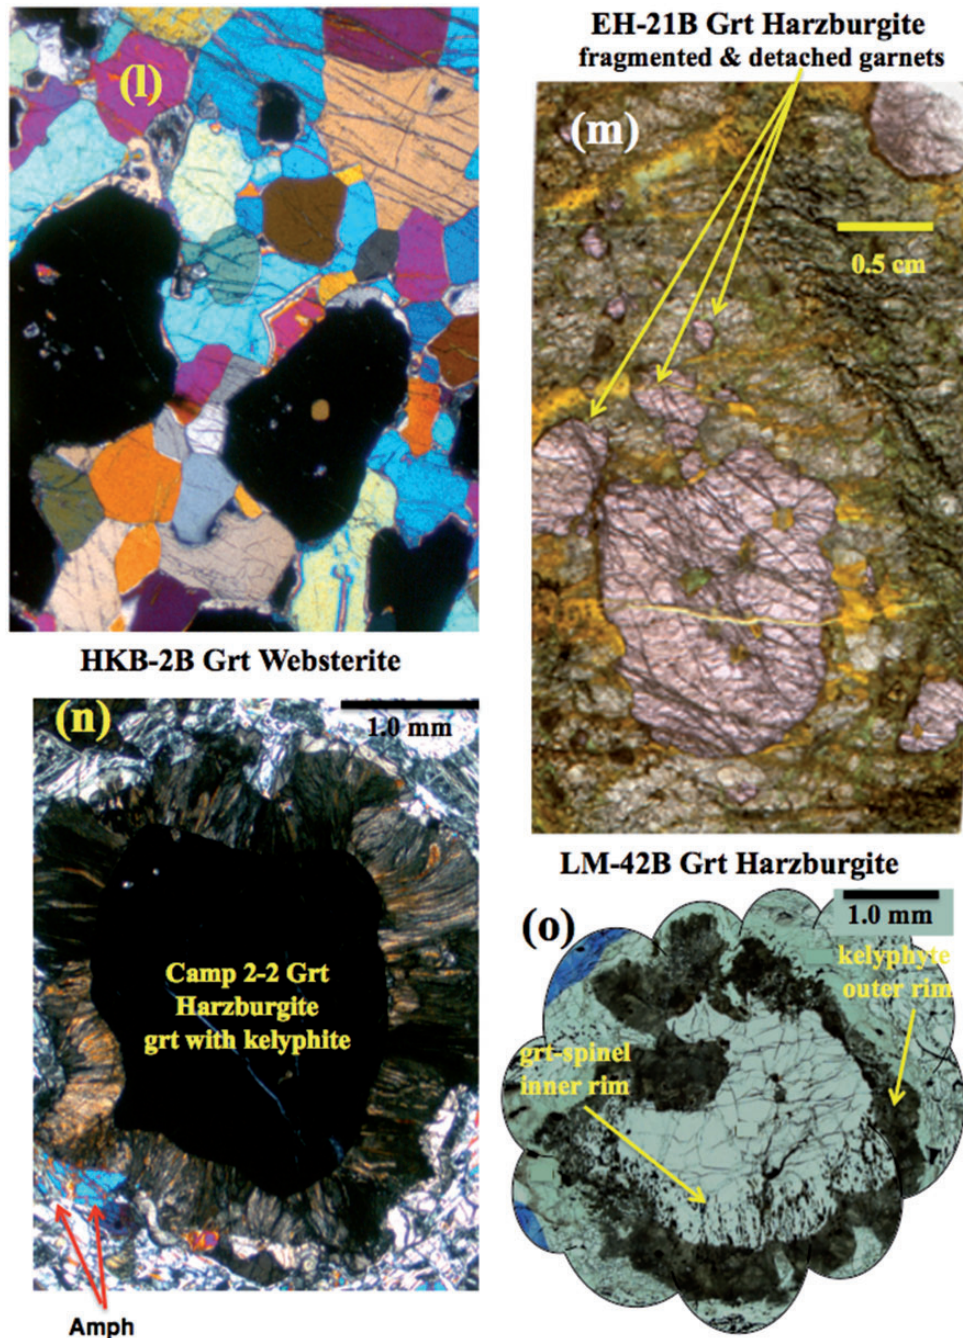 (l)
HKB-2B Grt Websterite
EH-21B Grt Harzburgite
fragmented & detached garnets
(m)
0.5 cm
(n)
1.0 mm
Camp 2-2 Grt
Harzburgite
grt with kelyphite
Amph
LM-42B Grt Harzburgite
(o)
1.0 mm
kelyphyte
outer rim
grt-spinel
inner rim